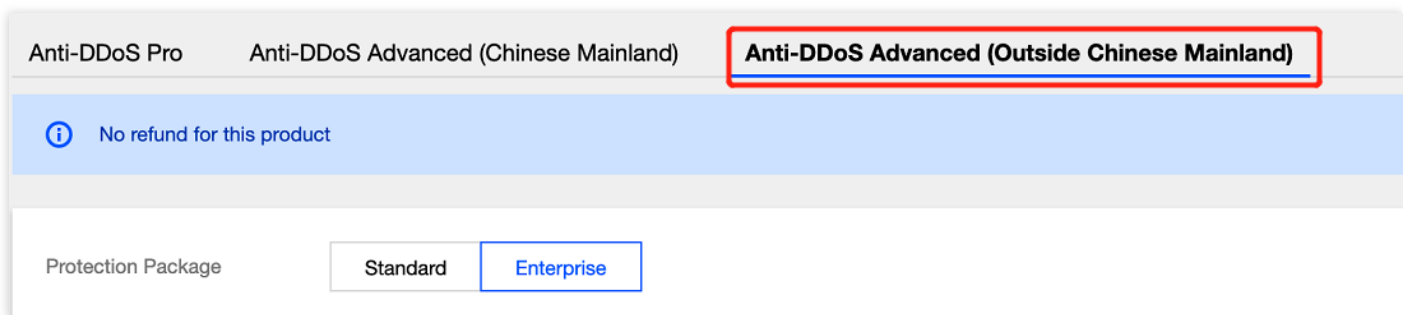 Anti-DDoS Pro Anti-DDoS Advanced (Chinese Mainland) Anti-DDoS Advanced (Outside Chinese Mainland)
No refund for this product
Protection Package Standard Enterprise